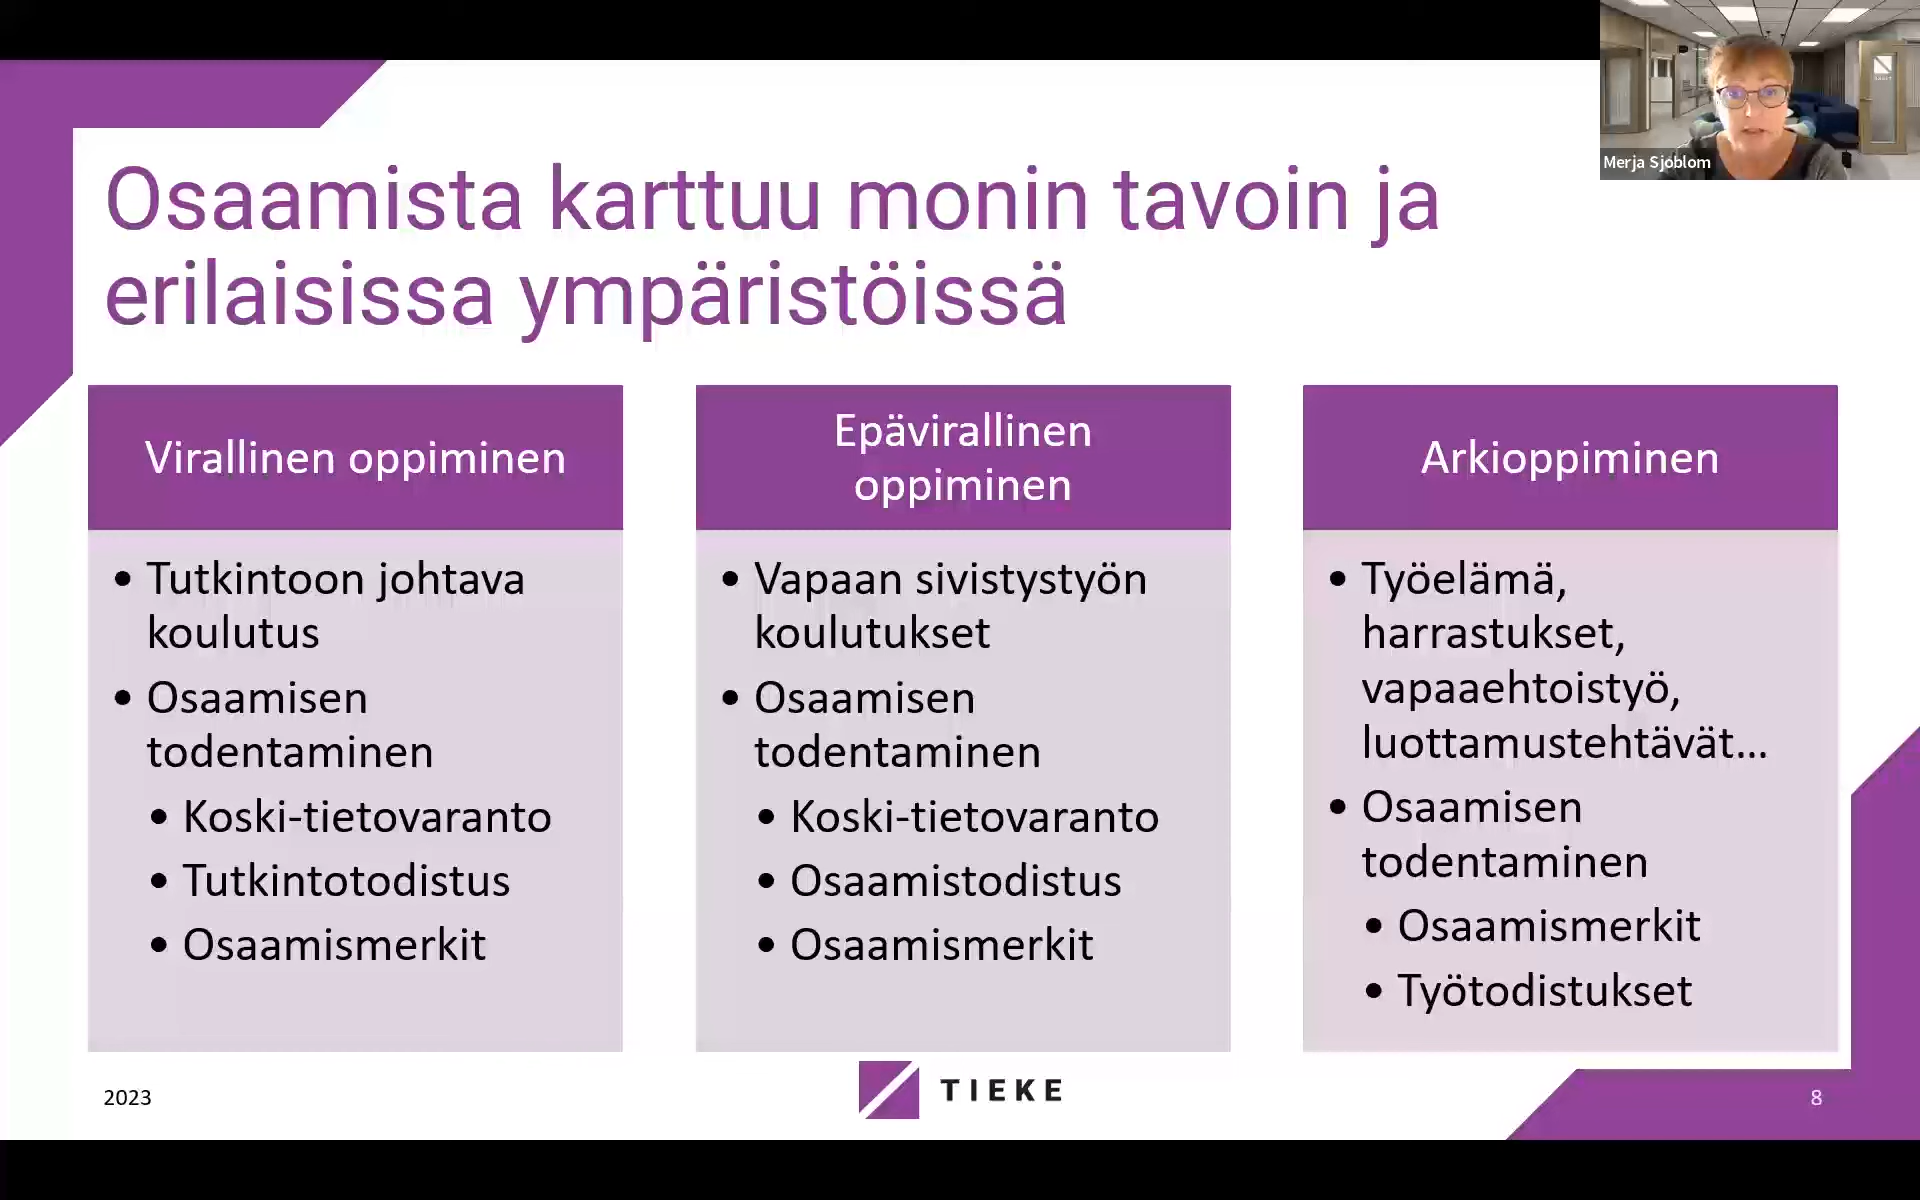 Merja Sjöblom
Osaamista karttuu monin tavoin ja
erilaisissa ympäristöissä
Virallinen oppiminen
• Tutkintoon johtava
koulutus
• Osaamisen
todentaminen
• Koski-tietovaranto
• Tutkintotodistus
• Osaamismerkit
Epävirallinen
oppiminen
• Vapaan sivistystyön
koulutukset
• Osaamisen
todentaminen
• Koski-tietovaranto
• Osaamistodistus
• Osaamismerkit
Arkioppiminen
• Työelämä,
harrastukset,
vapaaehtoistyö,
luottamustehtävät...
• Osaamisen
todentaminen
• Osaamismerkit
• Työtodistukset
2023
TIEKE
8